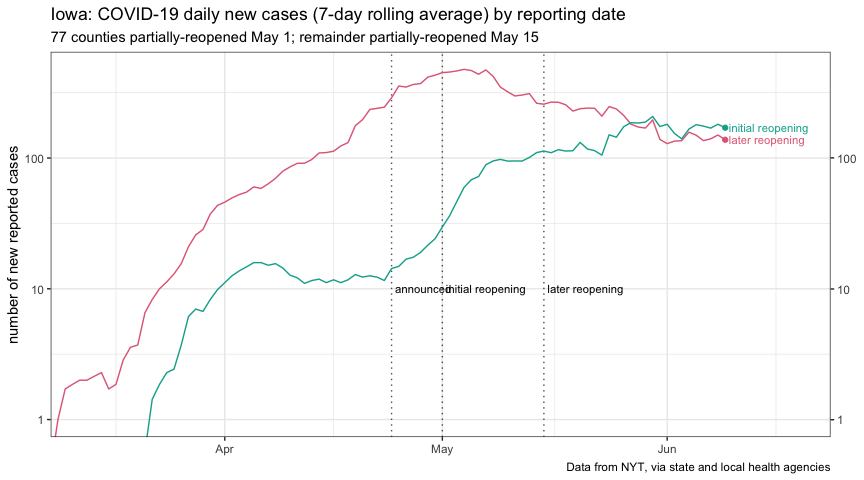 Iowa: COVID-19 daily new cases (7-day rolling average) by reporting date
77 counties partially-reopened May 1; remainder partially-reopened May 15
number of new reported cases
100
10
1
100
10
1
initial reopening
later reopening
announced
initial reopening
later reopening
Apr
May
Jun
Data from NYT, via state and local health agencies